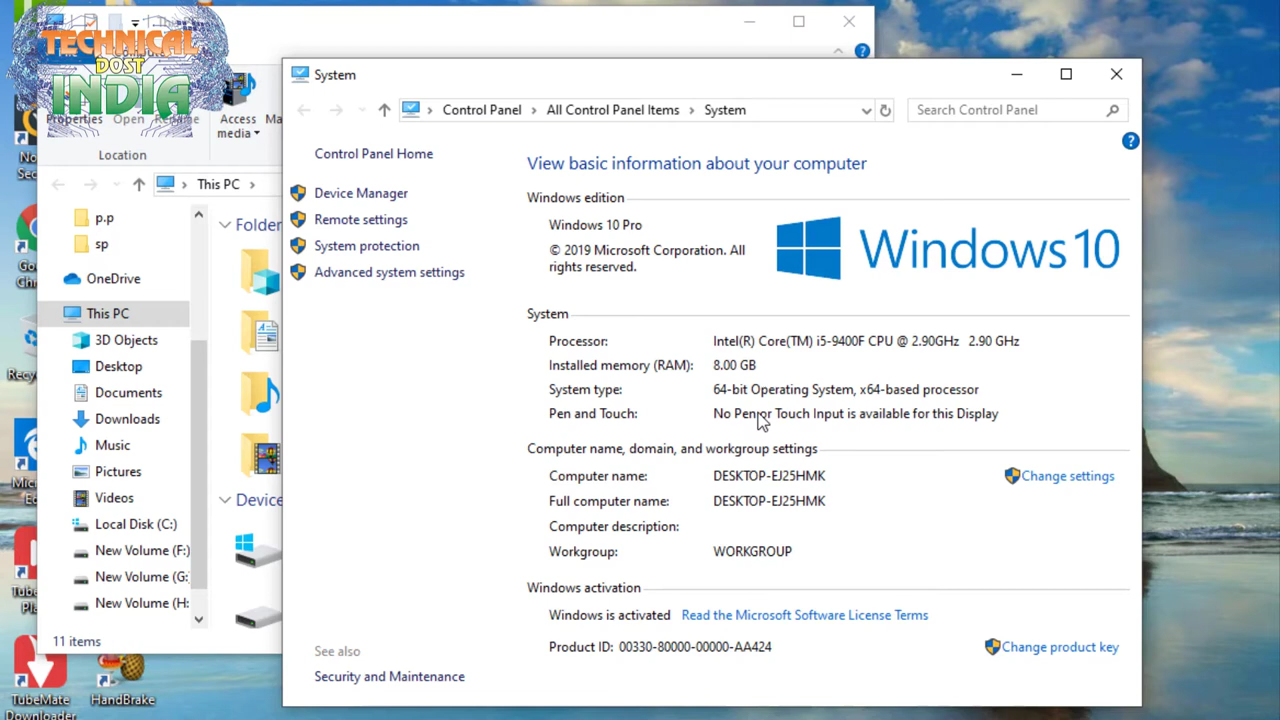 TECHNICAL
DOST
INDIA
Properties
Open
Rename
Access
media
Location
This PC
p.p
sp
OneDrive
This PC
3D Objects
Desktop
Documents
Downloads
Music
Pictures
Videos
Local Disk (C:)
New Volume (F:)
New Volume (G:
New Volume (H:
11 items
Folder
Device
System
Control Panel > All Control Panel Items > System
Search Control Panel
Control Panel Home
Device Manager
Remote settings
System protection
Advanced system settings
See also
Security and Maintenance
View basic information about your computer
Windows edition
Windows 10 Pro
© 2019 Microsoft Corporation. All
rights reserved.
Windows 10
System
Processor: Intel(R) Core(TM) i5-9400F CPU @ 2.90GHz 2.90 GHz
Installed memory (RAM): 8.00 GB
System type: 64-bit Operating System, x64-based processor
Pen and Touch: No Pen or Touch Input is available for this Display
Computer name, domain, and workgroup settings
Computer name: DESKTOP-EJ25HMK
Change settings
Full computer name: DESKTOP-EJ25HMK
Computer description:
Workgroup: WORKGROUP
Windows activation
Windows is activated Read the Microsoft Software License Terms
Product ID: 00330-80000-00000-AA424
Change product key
TubeMate
Downloader
HandBrake